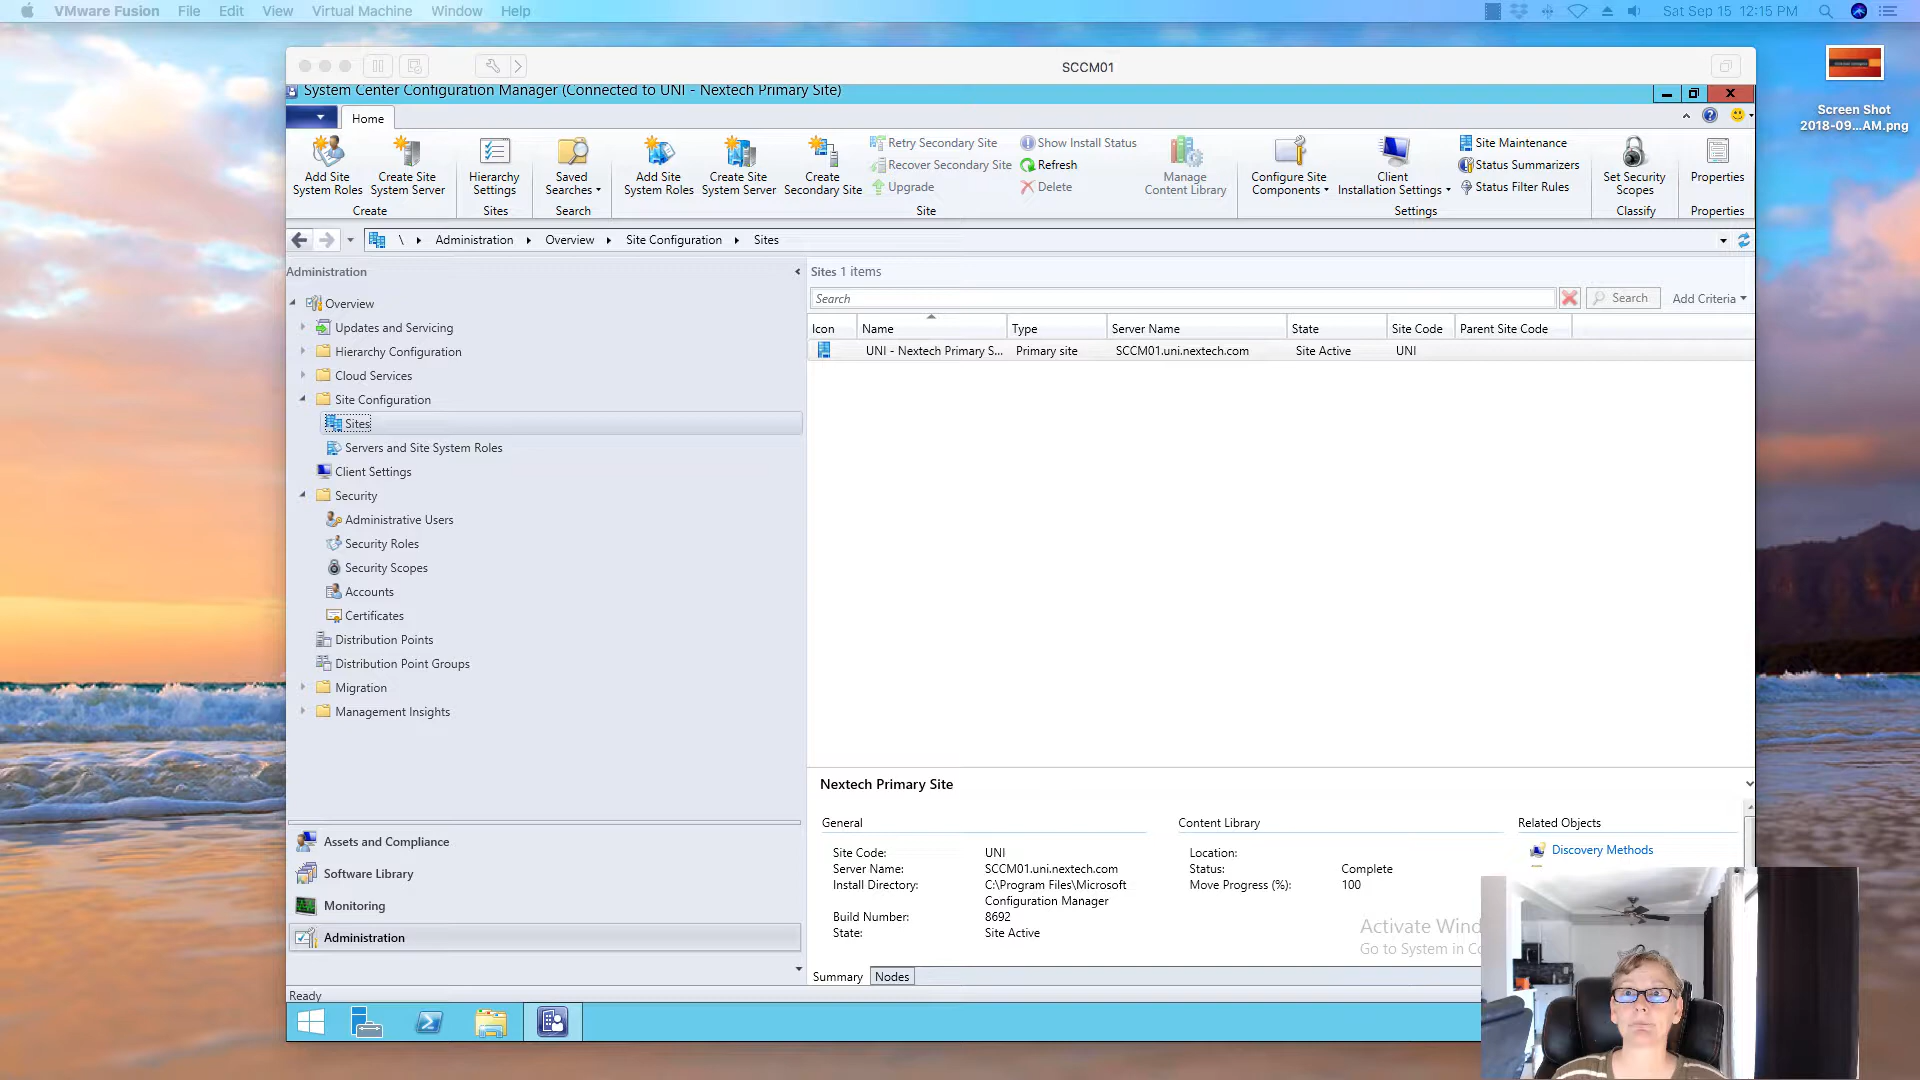 VMware Fusion File Edit View Virtual Machine Window Help Sat Sep 15 12:15 PM
SCCM01
System Center Configuration Manager (Connected to UNI - Nextech Primary Site)
Screen Shot
2018-09...AM.png
Home
Add Site
System Roles
Create Site
System Server
Create
Hierarchy
Settings
Sites
Saved
Searches
Search
Add Site
System Roles
Create Site
System Server
Create
Secondary Site
Retry Secondary Site
Recover Secondary Site
Upgrade
Show Install Status
Refresh
Delete
Manage
Content Library
Site
Configure Site
Components
Client
Installation Settings
Site Maintenance
Status Summarizers
Status Filter Rules
Settings
Set Security
Scopes
Classify
Properties
Properties
\ Administration Overview Site Configuration Sites
Administration
Overview
Updates and Servicing
Hierarchy Configuration
Cloud Services
Site Configuration
Sites
Servers and Site System Roles
Client Settings
Security
Administrative Users
Security Roles
Security Scopes
Accounts
Certificates
Distribution Points
Distribution Point Groups
Migration
Management Insights
Assets and Compliance
Software Library
Monitoring
Administration
Sites 1 items
Search Search Add Criteria
Icon Name Type Server Name State Site Code Parent Site Code
UNI - Nextech Primary S... Primary site SCCM01.uni.nextech.com Site Active UNI
Nextech Primary Site
General
Site Code: UNI
Server Name: SCCM01.uni.nextech.com
Install Directory: C:\Program Files\Microsoft
Configuration Manager
Build Number: 8692
State: Site Active
Content Library
Location:
Status: Complete
Move Progress (%): 100
Related Objects
Discovery Methods
Activate Wind
Go to System in Co
Summary Nodes
Ready